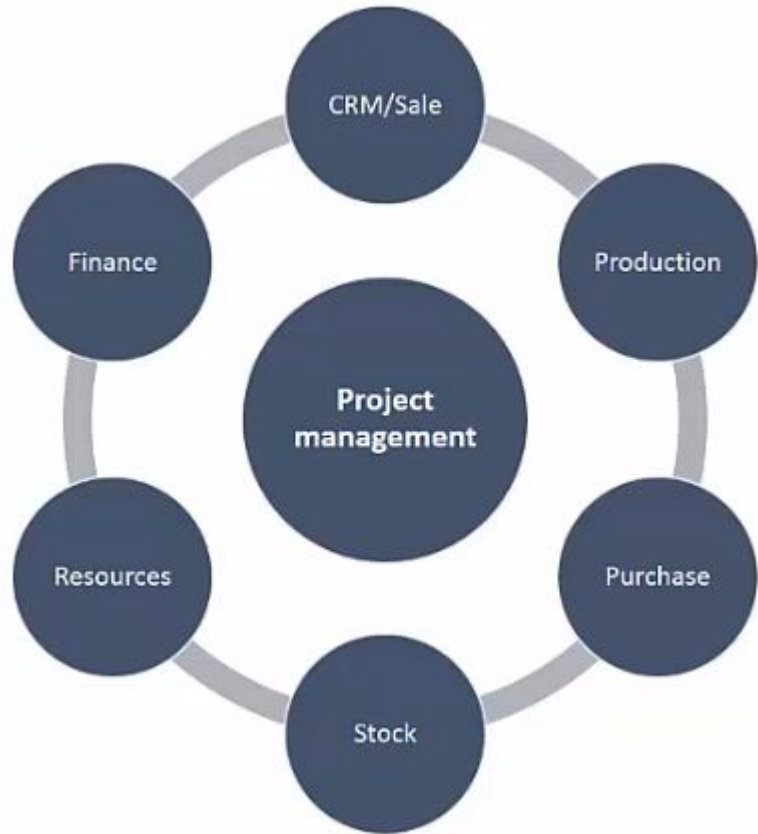 CRM/Sale
Finance
Production
Project
management
Resources
Purchase
Stock